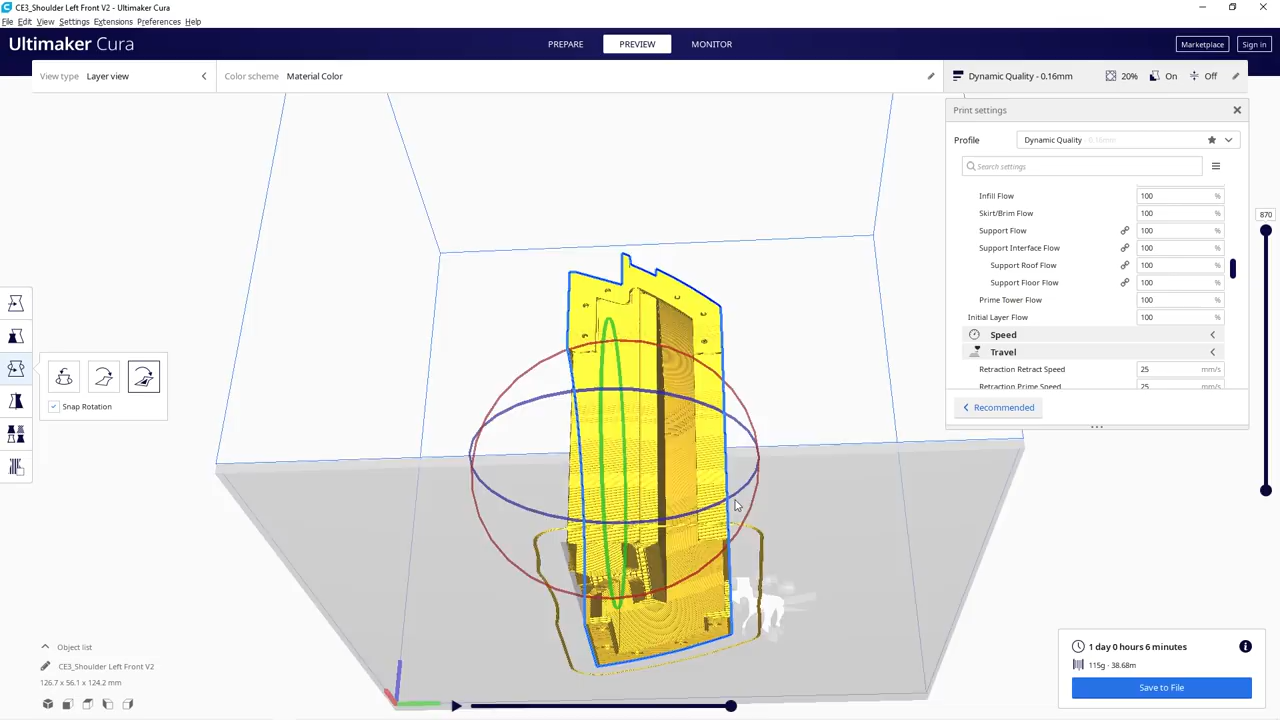 CE3_Shoulder Left Front V2 - Ultimaker Cura
File Edit View Settings Extensions Preferences Help
Ultimaker Cura
PREPARE PREVIEW MONITOR
Marketplace Sign in
View type Layer view
Color scheme Material Color
Dynamic Quality - 0.16mm 20% On Off
Print settings
Profile Dynamic Quality - 0.16mm
Search settings
Infill Flow 100 %
Skirt/Brim Flow 100 %
Support Flow 100 %
Support Interface Flow 100 %
Support Roof Flow 100 %
Support Floor Flow 100 %
Prime Tower Flow 100 %
Initial Layer Flow 100 %
Speed
Travel
Retraction Retract Speed 25 mm/s
Retraction Prime Speed 25 mm/s
Recommended
870
Snap Rotation
Object list
CE3_Shoulder Left Front V2
126.7 x 56.1 x 124.2 mm
1 day 0 hours 6 minutes
115g · 38.68m
Save to File